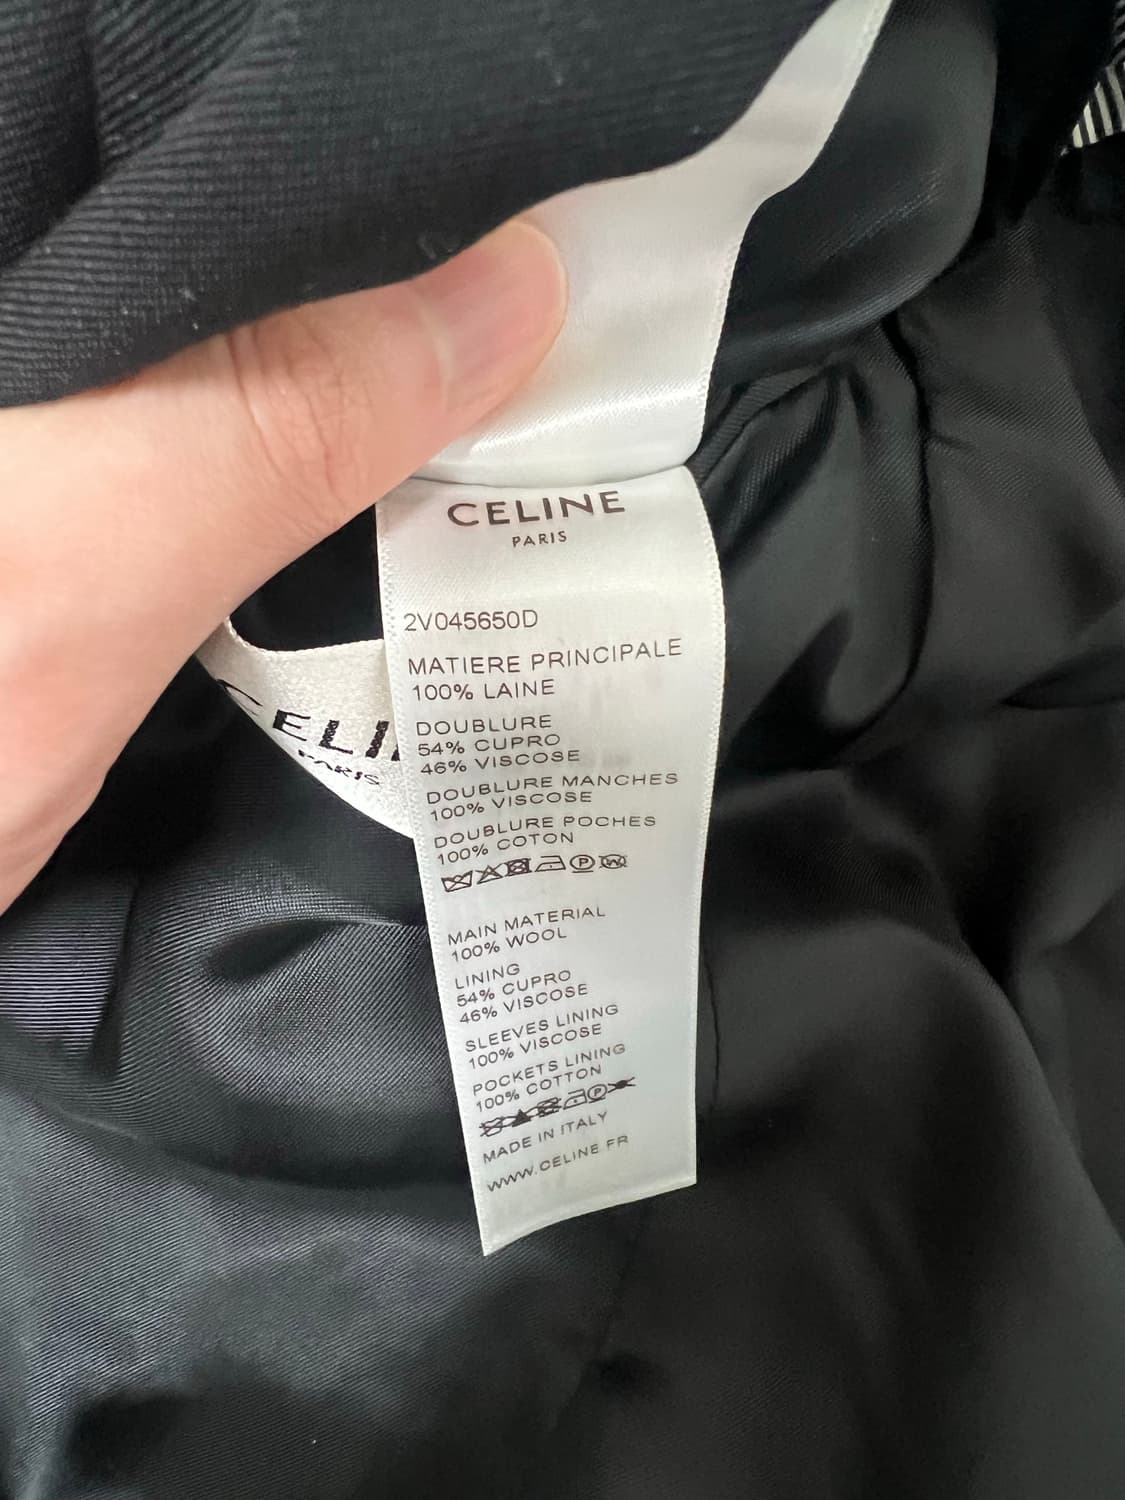 CELINE
PARIS
2V045650D
MATIERE PRINCIPALE
100% LAINE
DOUBLURE
54% CUPRO
46% VISCOSE
DOUBLURE MANCHES
100% VISCOSE
DOUBLURE POCHES
100% COTON
P W
MAIN MATERIAL
100% WOOL
LINING
54% CUPRO
46% VISCOSE
SLEEVES LINING
100% VISCOSE
POCKETS LINING
100% COTTON
P
MADE IN ITALY
WWW.CELINE.FR
CELI
PARIS